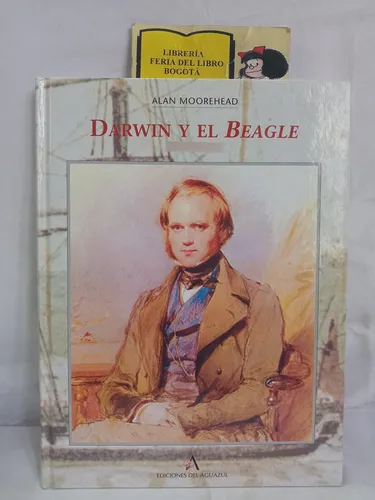 LIBRERÍA
FERIA DEL LIBRO
BOGOTÁ
ALAN MOOREHEAD
DARWIN Y EL BEAGLE
A
EDICIONES DEL AGUAZUL